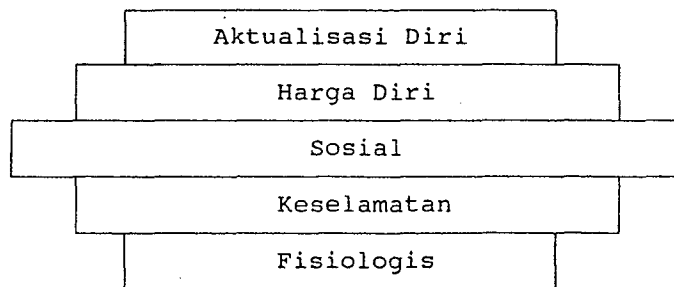 Aktualisasi Diri
Harga Diri
Sosial
Keselamatan
Fisiologis